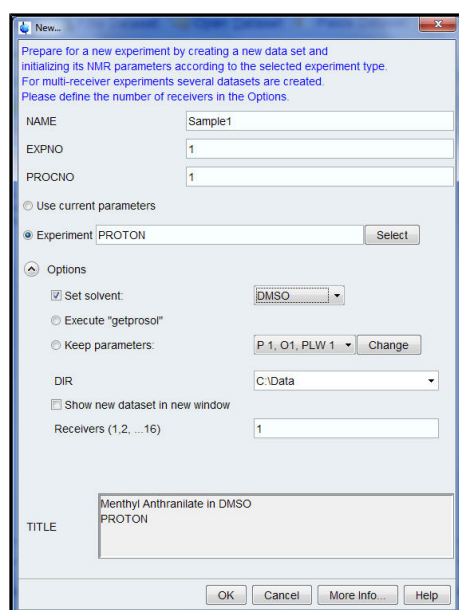 New...
Prepare for a new experiment by creating a new data set and
initializing its NMR parameters according to the selected experiment type.
For multi-receiver experiments several datasets are created.
Please define the number of receivers in the Options.
NAME Sample1
EXPNO 1
PROCNO 1
Use current parameters
Experiment PROTON Select
Options
Set solvent: DMSO
Execute "getprosol"
Keep parameters: P 1, O1, PLW 1 Change
DIR C:\Data
Show new dataset in new window
Receivers (1,2, ...16) 1
TITLE
Menthyl Anthranilate in DMSO
PROTON
OK Cancel More Info... Help